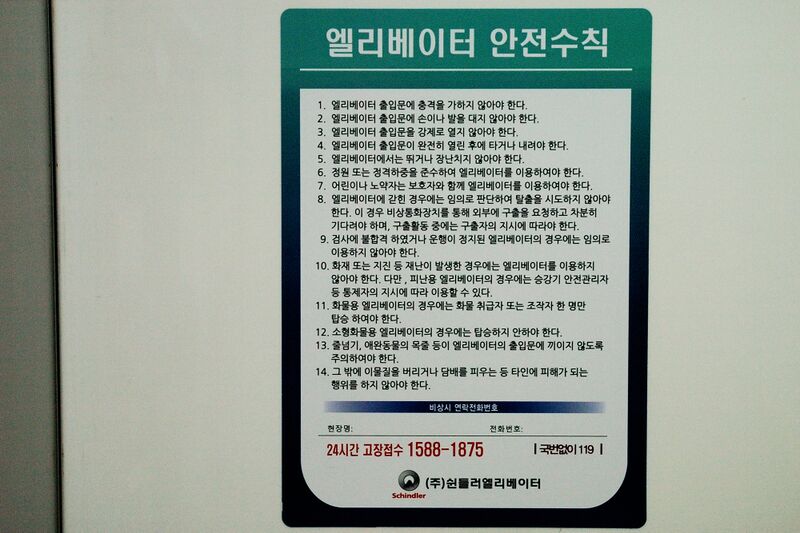 엘리베이터 안전수칙
1. 엘리베이터 출입문에 충격을 가하지 않아야 한다.
2. 엘리베이터 출입문에 손이나 발을 대지 않아야 한다.
3. 엘리베이터 출입문을 강제로 열지 않아야 한다.
4. 엘리베이터 출입문이 완전히 열린 후에 타거나 내려야 한다.
5. 엘리베이터에서는 뛰거나 장난치지 않아야 한다.
6. 정원 또는 정격하중을 준수하여 엘리베이터를 이용하여야 한다.
7. 어린이나 노약자는 보호자와 함께 엘리베이터를 이용하여야 한다.
8. 엘리베이터에 갇힌 경우에는 임의로 판단하여 탈출을 시도하지 않아야
한다. 이 경우 비상통화장치를 통해 외부에 구출을 요청하고 차분히
기다려야 하며, 구출활동 중에는 구출자의 지시에 따라야 한다.
9. 검사에 불합격 하였거나 운행이 정지된 엘리베이터의 경우에는 임의로
이용하지 않아야 한다.
10. 화재 또는 지진 등 재난이 발생한 경우에는 엘리베이터를 이용하지
않아야 한다. 다만 , 피난용 엘리베이터의 경우에는 승강기 안전관리자
등 통제자의 지시에 따라 이용할 수 있다.
11. 화물용 엘리베이터의 경우에는 화물 취급자 또는 조작자 한 명만
탑승 하여야 한다.
12. 소형화물용 엘리베이터의 경우에는 탑승하지 안하야 한다.
13. 줄넘기, 애완동물의 목줄 등이 엘리베이터의 출입문에 끼이지 않도록
주의하여야 한다.
14. 그 밖에 이물질을 버리거나 담배를 피우는 등 타인에 피해가 되는
행위를 하지 않아야 한다.
비상시 연락전화번호
현장명: 전화번호:
24시간 고장접수 1588-1875 | 국번없이 119 |
Schindler (주)쉰들러엘리베이터